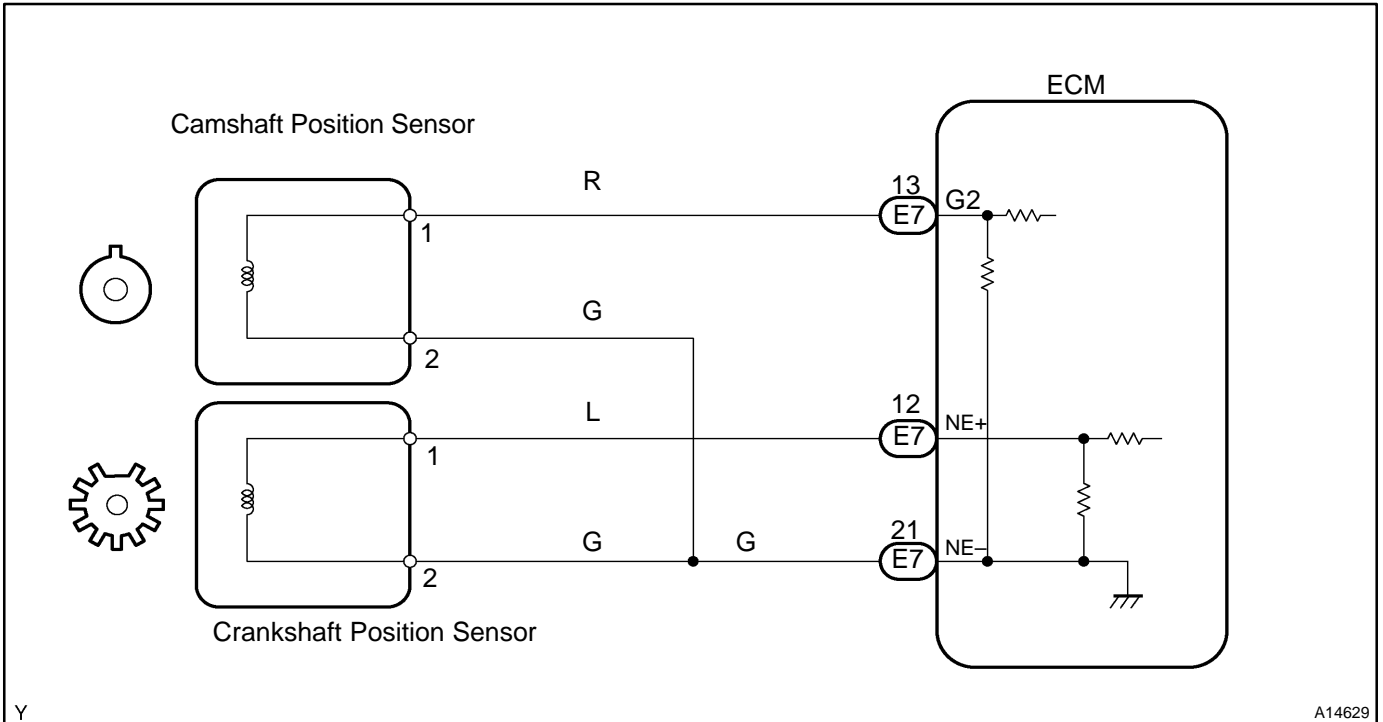 ECM
Camshaft Position Sensor
R
13
E7
G2
1
G
2
L
12
E7
NE+
1
G
G
21
E7
NE–
2
Crankshaft Position Sensor
Y
A14629